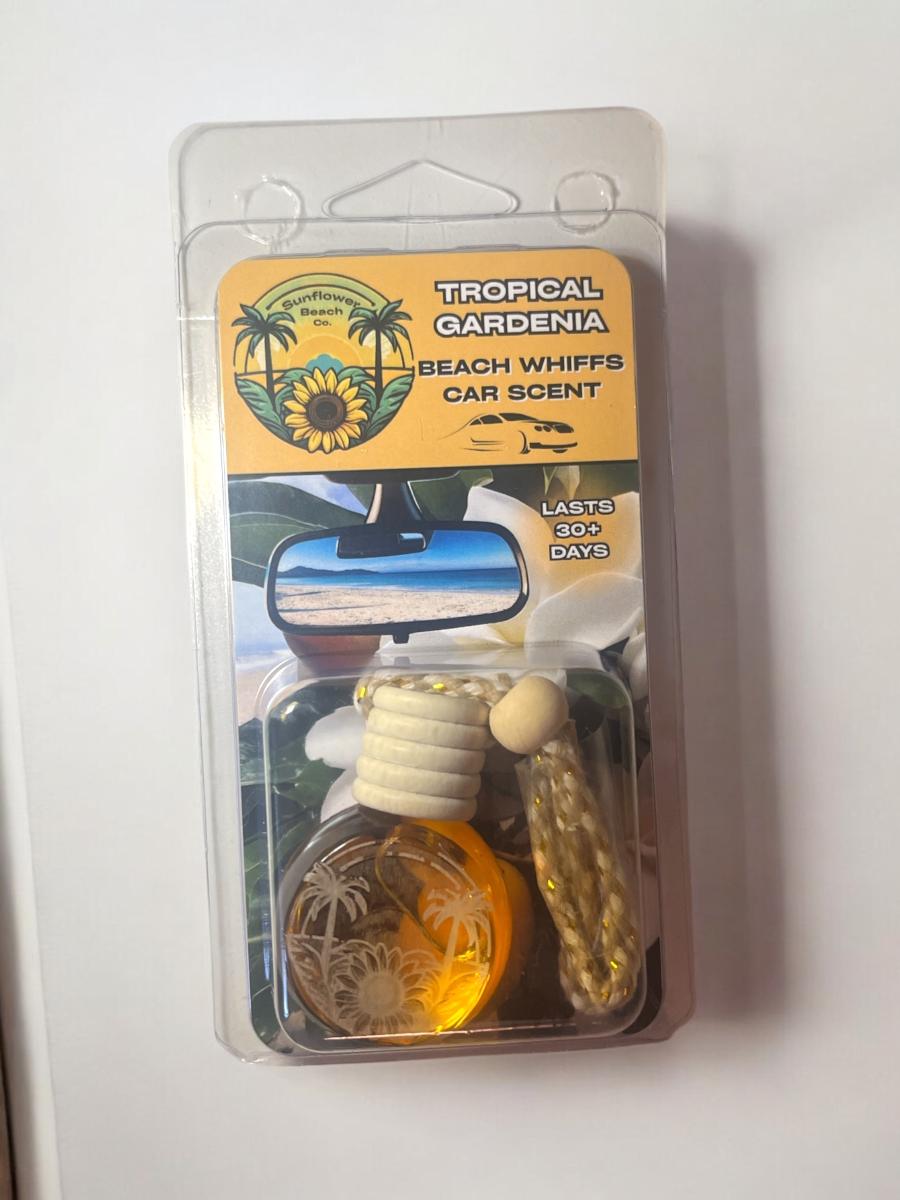 Sunflower
Beach
Co.
TROPICAL
GARDENIA
BEACH WHIFFS
CAR SCENT
LASTS
30+
DAYS